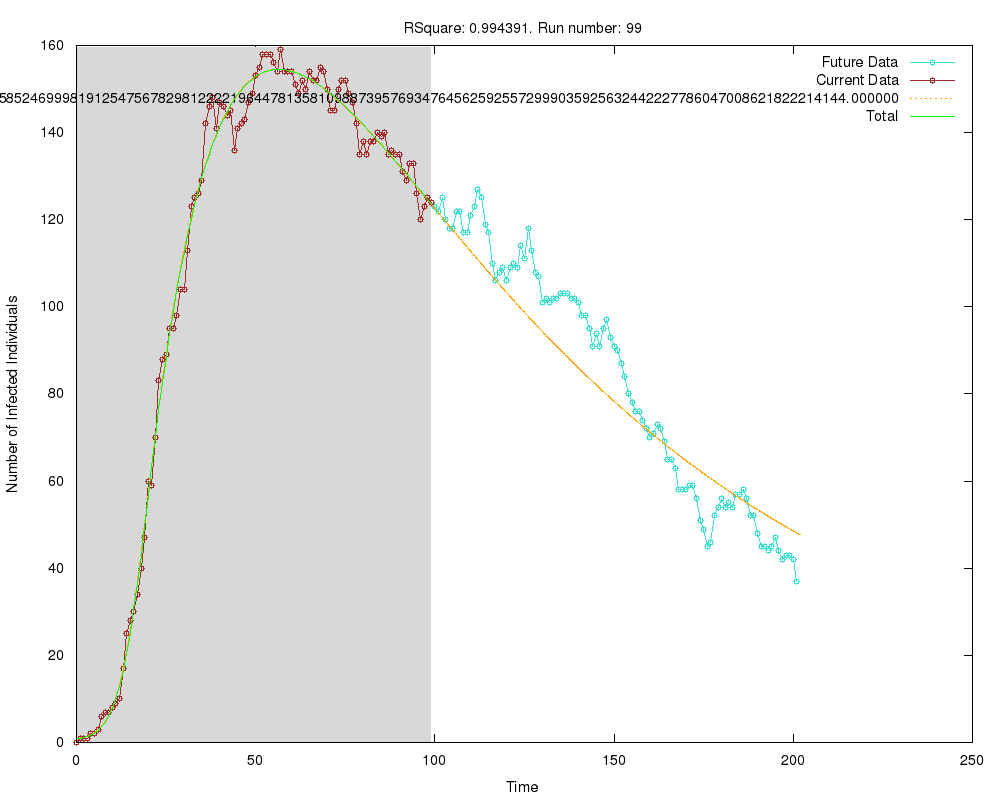 RSquare: 0.994391. Run number: 99
160
140
120
100
80
60
40
20
0
0 50 100 150 200 250
Number of Infected Individuals
Time
Future Data
Current Data
Total